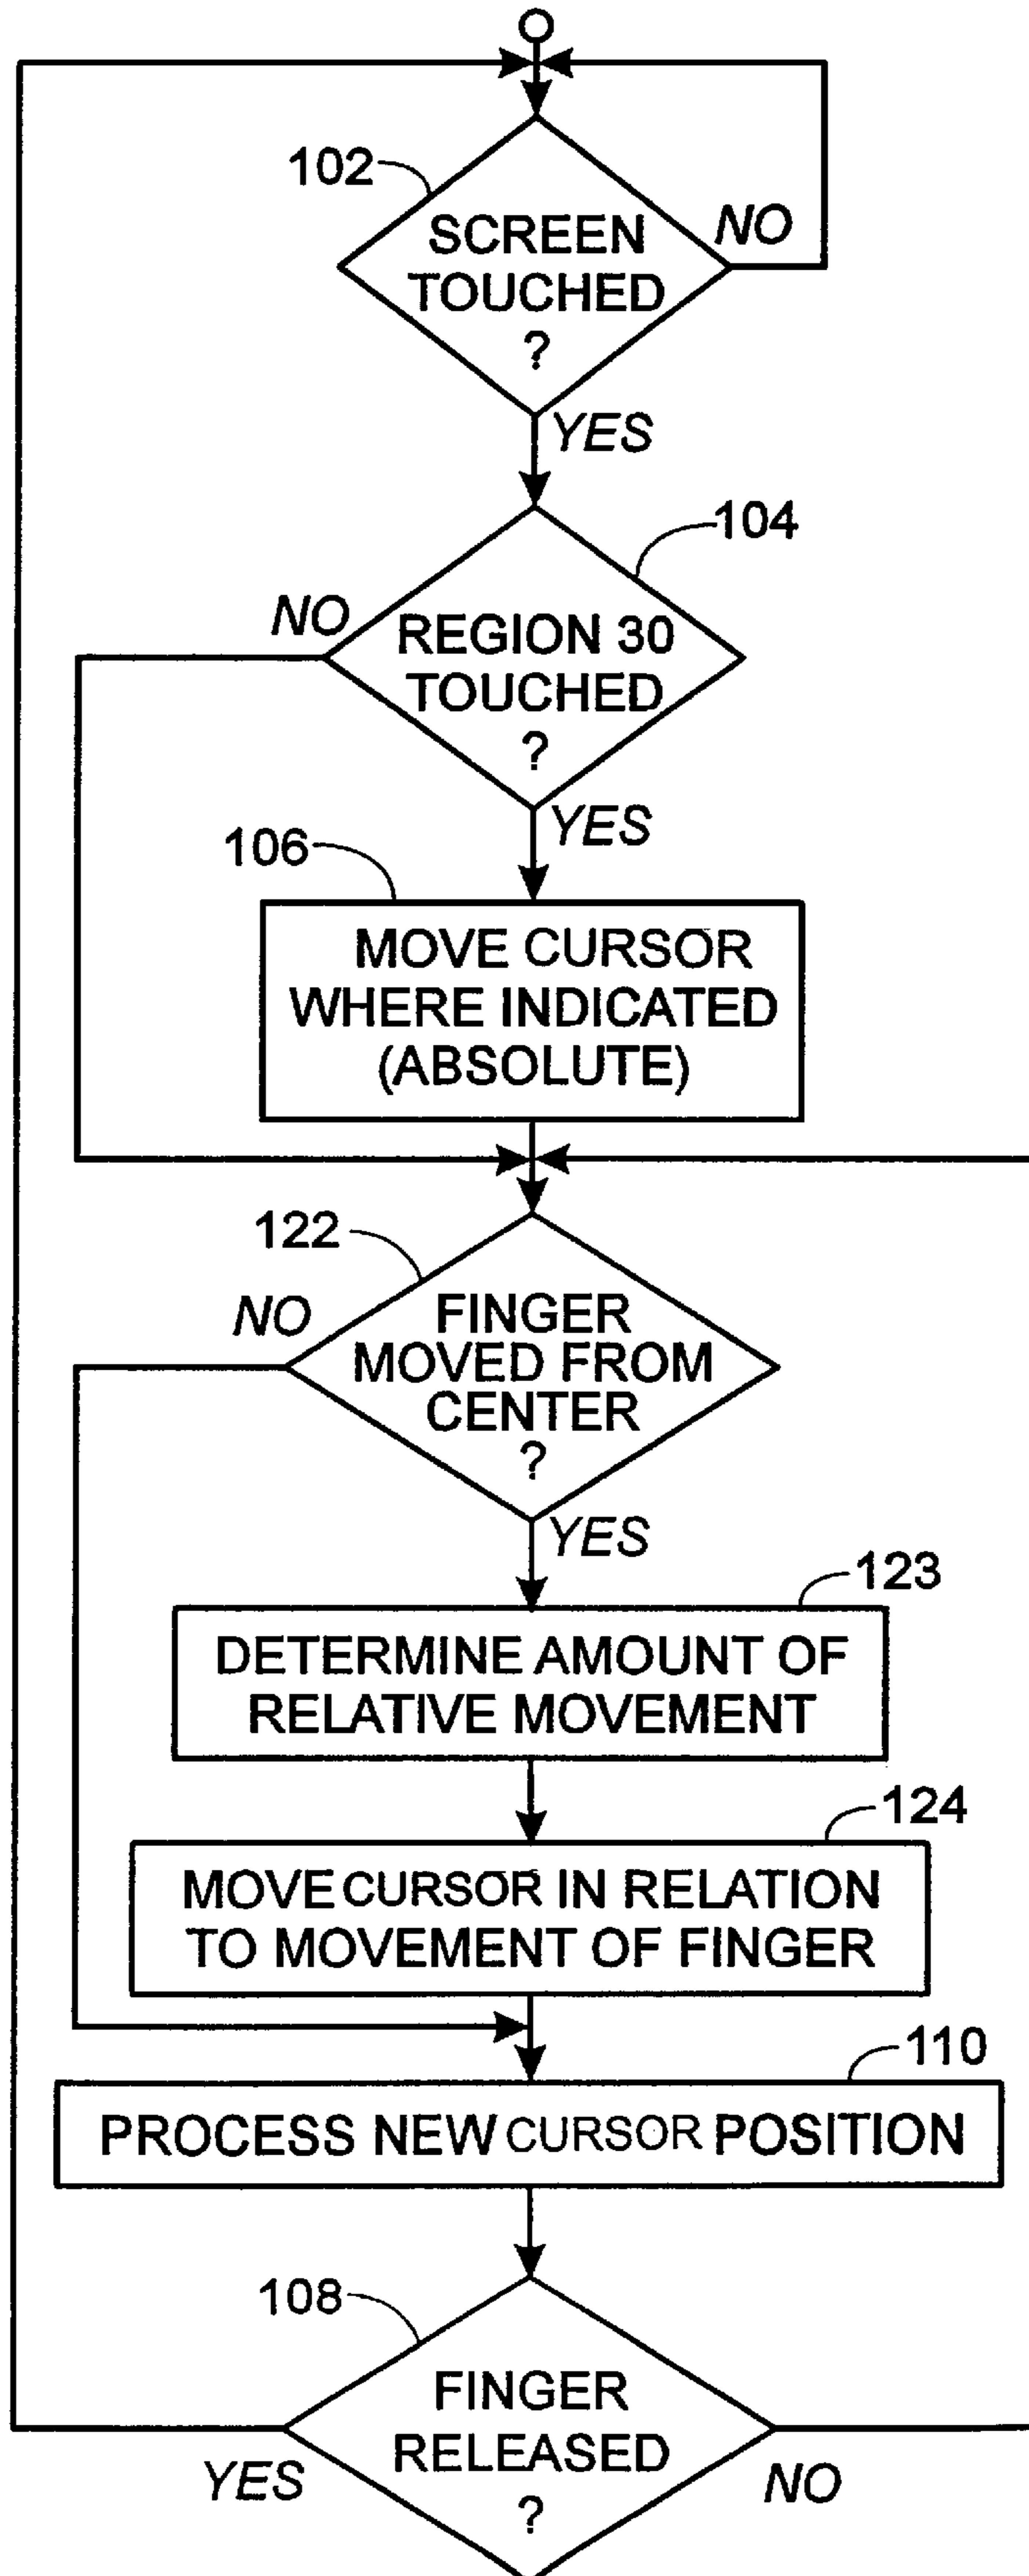 102
SCREEN
TOUCHED
?
NO
YES
104
NO
REGION 30
TOUCHED
?
YES
106
MOVE CURSOR
WHERE INDICATED
(ABSOLUTE)
122
NO
FINGER
MOVED FROM
CENTER
?
YES
123
DETERMINE AMOUNT OF
RELATIVE MOVEMENT
124
MOVE CURSOR IN RELATION
TO MOVEMENT OF FINGER
110
PROCESS NEW CURSOR POSITION
108
FINGER
RELEASED
?
YES
NO